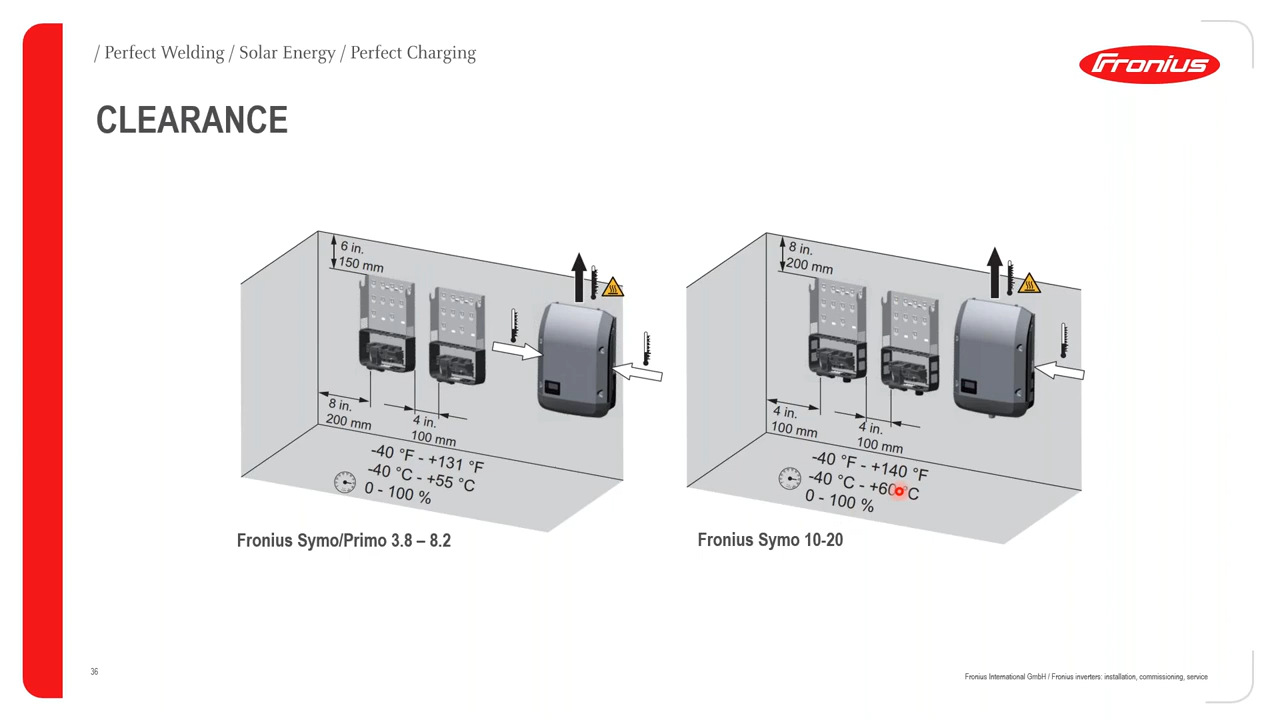 / Perfect Welding / Solar Energy / Perfect Charging
Fronius
CLEARANCE
6 in.
150 mm
8 in.
200 mm
4 in.
100 mm
-40 °F - +131 °F
-40 °C - +55 °C
0 - 100 %
Fronius Symo/Primo 3.8 – 8.2
8 in.
200 mm
4 in.
100 mm
4 in.
100 mm
-40 °F - +140 °F
-40 °C - +60 °C
0 - 100 %
Fronius Symo 10-20
36
Fronius International GmbH / Fronius inverters: installation, commissioning, service